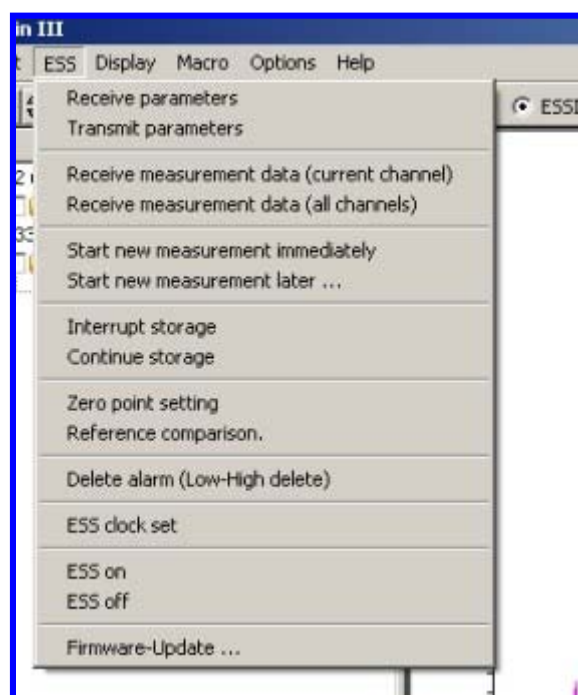 in III
ESS Display Macro Options Help
Receive parameters
Transmit parameters
ESSI
Receive measurement data (current channel)
Receive measurement data (all channels)
Start new measurement immediately
Start new measurement later ...
Interrupt storage
Continue storage
Zero point setting
Reference comparison.
Delete alarm (Low-High delete)
ESS clock set
ESS on
ESS off
Firmware-Update ...